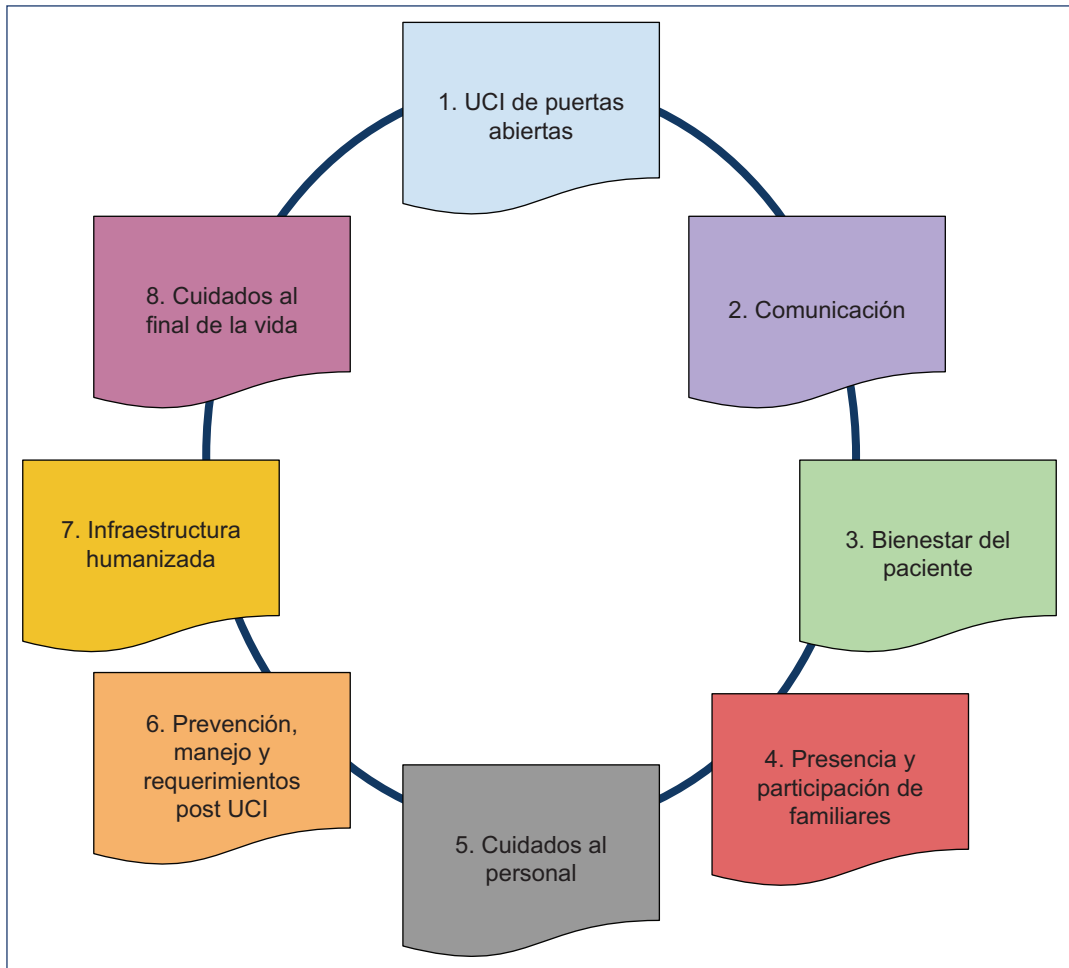 1. UCI de puertas
abiertas
2. Comunicación
3. Bienestar del
paciente
4. Presencia y
participación de
familiares
5. Cuidados al
personal
6. Prevención,
manejo y
requerimientos
post UCI
7. Infraestructura
humanizada
8. Cuidados al
final de la vida